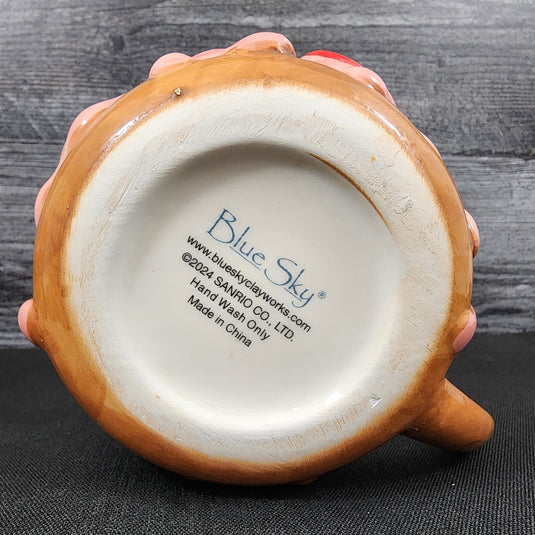 Blue Sky®
www.blueskyclayworks.com
©2024 SANRIO CO., LTD.
Hand Wash Only
Made in China